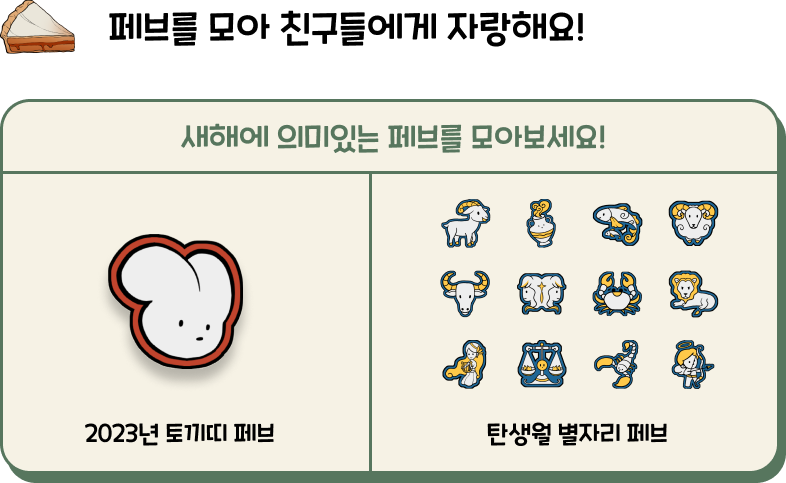 페브를 모아 친구들에게 자랑해요!
새해에 의미있는 페브를 모아보세요!
2023년 토끼띠 페브
탄생월 별자리 페브